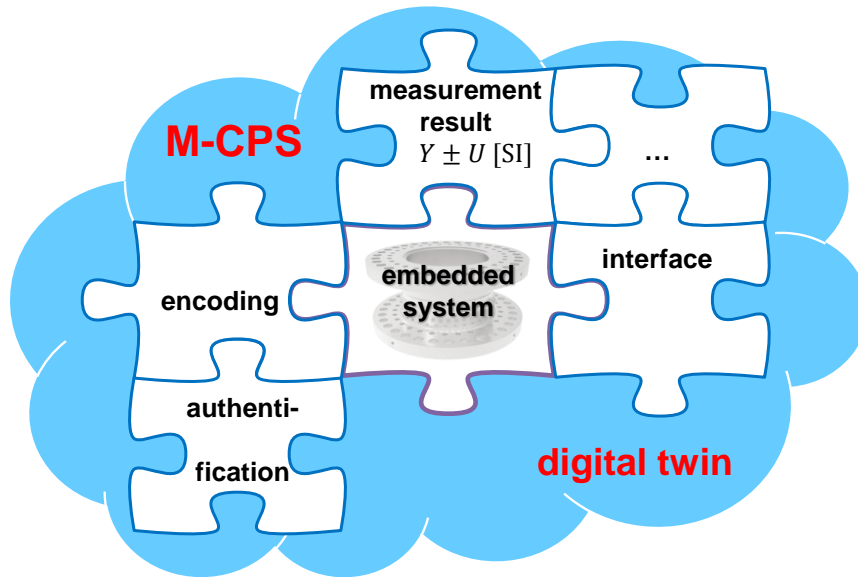 M-CPS
measurement
result
Y ± U [SI]
...
encoding
embedded
system
interface
authenti-
fication
digital twin